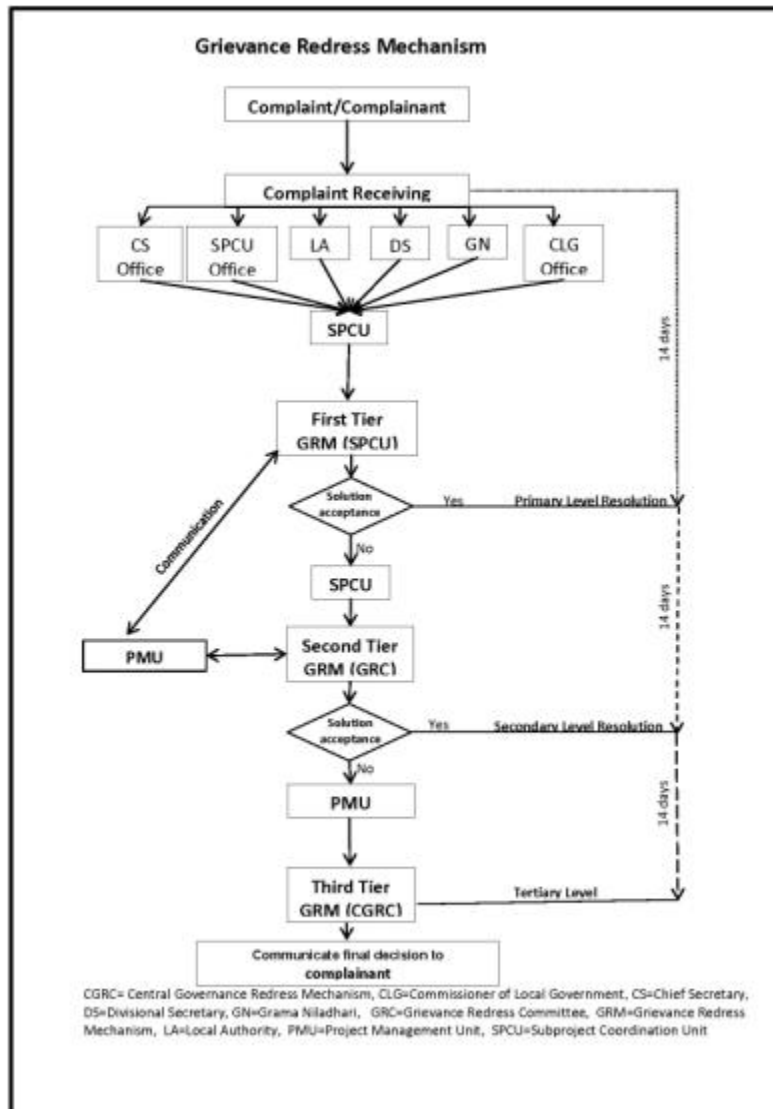 Grievance Redress Mechanism
Complaint/Complainant
Complaint Receiving
CS
Office
SPCU
Office
LA
DS
GN
CLG
Office
SPCU
14 days
First Tier
GRM (SPCU)
Solution
acceptance
Yes
Primary Level Resolution
Communication
No
SPCU
14 days
PMU
Second Tier
GRM (GRC)
Solution
acceptance
Yes
Secondary Level Resolution
No
PMU
14 days
Third Tier
GRM (CGRC)
Tertiary Level
Communicate final decision to
complainant
CGRC= Central Governance Redress Mechanism, CLG=Commissioner of Local Government, CS=Chief Secretary,
DS=Divisional Secretary, GN=Grama Niladhari, GRC=Grievance Redress Committee, GRM=Grievance Redress
Mechanism, LA=Local Authority, PMU=Project Management Unit, SPCU=Subproject Coordination Unit